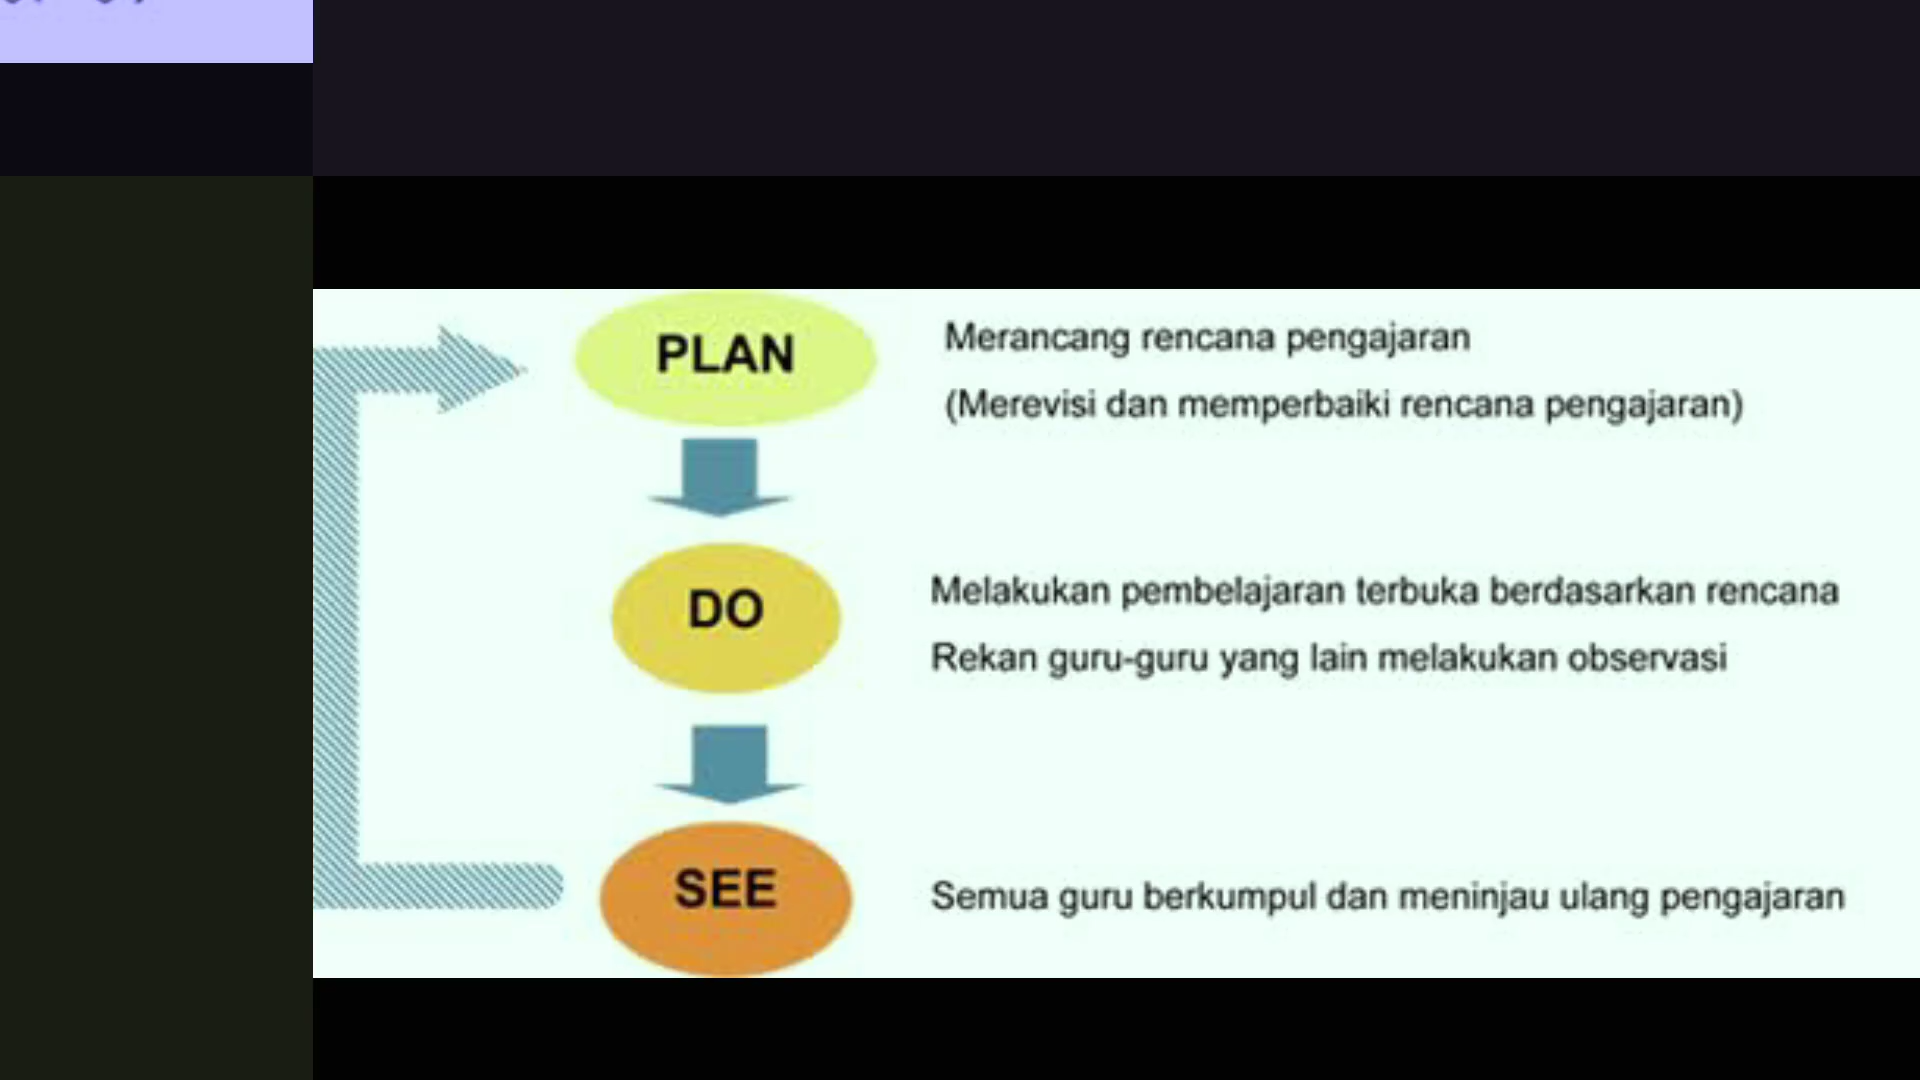 PLAN
Merancang rencana pengajaran
(Merevisi dan memperbaiki rencana pengajaran)
DO
Melakukan pembelajaran terbuka berdasarkan rencana
Rekan guru-guru yang lain melakukan observasi
SEE
Semua guru berkumpul dan meninjau ulang pengajaran